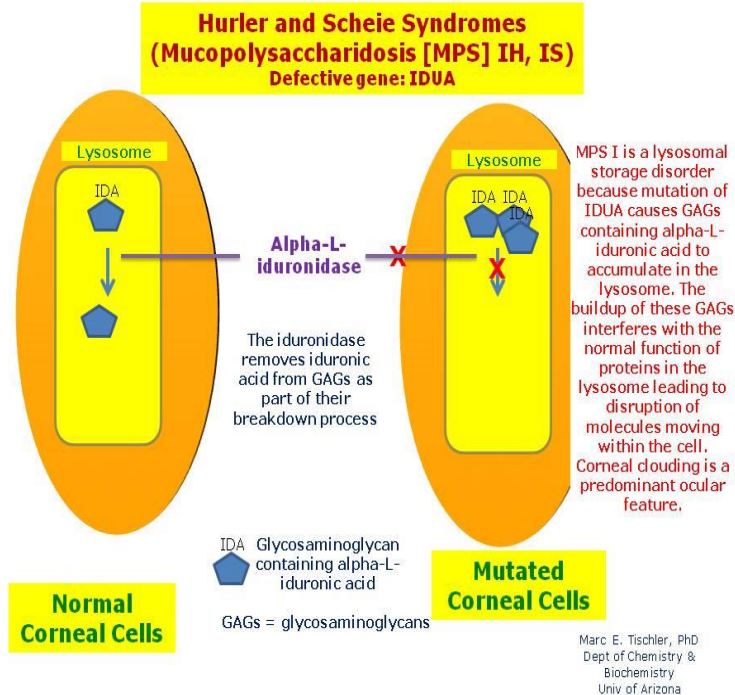 Hurler and Scheie Syndromes
(Mucopolysaccharidosis [MPS] IH, IS)
Defective gene: IDUA
Lysosome
IDA
Alpha-L-
iduronidase
X
The iduronidase
removes iduronic
acid from GAGs as
part of their
breakdown process
Lysosome
IDA IDA
IDA
X
MPS I is a lysosomal
storage disorder
because mutation of
IDUA causes GAGs
containing alpha-L-
iduronic acid to
accumulate in the
lysosome. The
buildup of these GAGs
interferes with the
normal function of
proteins in the
lysosome leading to
disruption of
molecules moving
within the cell.
Corneal clouding is a
predominant ocular
feature.
IDA Glycosaminoglycan
containing alpha-L-
iduronic acid
GAGs = glycosaminoglycans
Normal
Corneal Cells
Mutated
Corneal Cells
Marc E. Tischler, PhD
Dept of Chemistry &
Biochemistry
Univ of Arizona